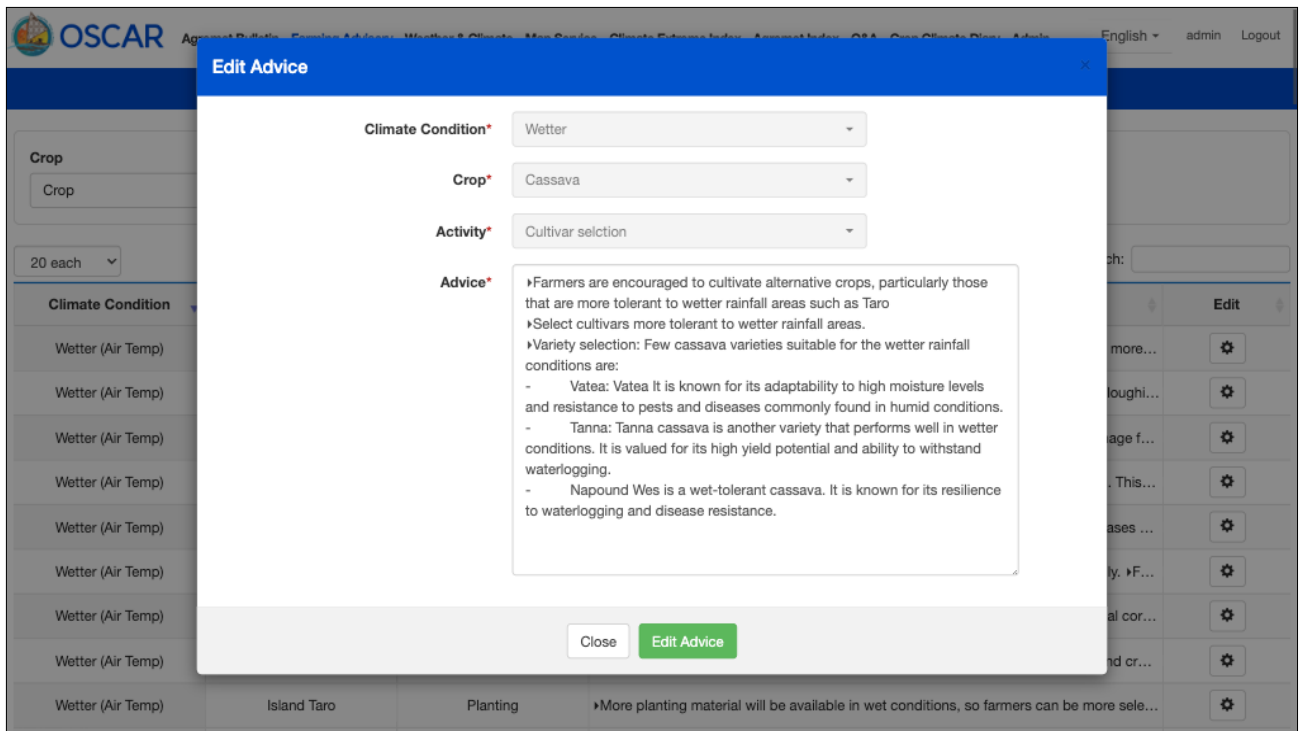 OSCAR
English
admin
Logout
Edit Advice
×
Climate Condition*
Wetter
Crop
Crop
Crop*
Cassava
Activity*
Cultivar selction
20 each
ch:
Advice*
‣Farmers are encouraged to cultivate alternative crops, particularly those
that are more tolerant to wetter rainfall areas such as Taro
‣Select cultivars more tolerant to wetter rainfall areas.
‣Variety selection: Few cassava varieties suitable for the wetter rainfall
conditions are:
- Vatea: Vatea It is known for its adaptability to high moisture levels
and resistance to pests and diseases commonly found in humid conditions.
- Tanna: Tanna cassava is another variety that performs well in wetter
conditions. It is valued for its high yield potential and ability to withstand
waterlogging.
- Napound Wes is a wet-tolerant cassava. It is known for its resilience
to waterlogging and disease resistance.
Climate Condition
Edit
Wetter (Air Temp)
more...
Wetter (Air Temp)
loughi...
Wetter (Air Temp)
age f...
Wetter (Air Temp)
. This...
Wetter (Air Temp)
ases ...
Wetter (Air Temp)
ly. ‣F...
Wetter (Air Temp)
al cor...
Wetter (Air Temp)
nd cr...
Close
Edit Advice
Wetter (Air Temp)
Island Taro
Planting
‣More planting material will be available in wet conditions, so farmers can be more sele...